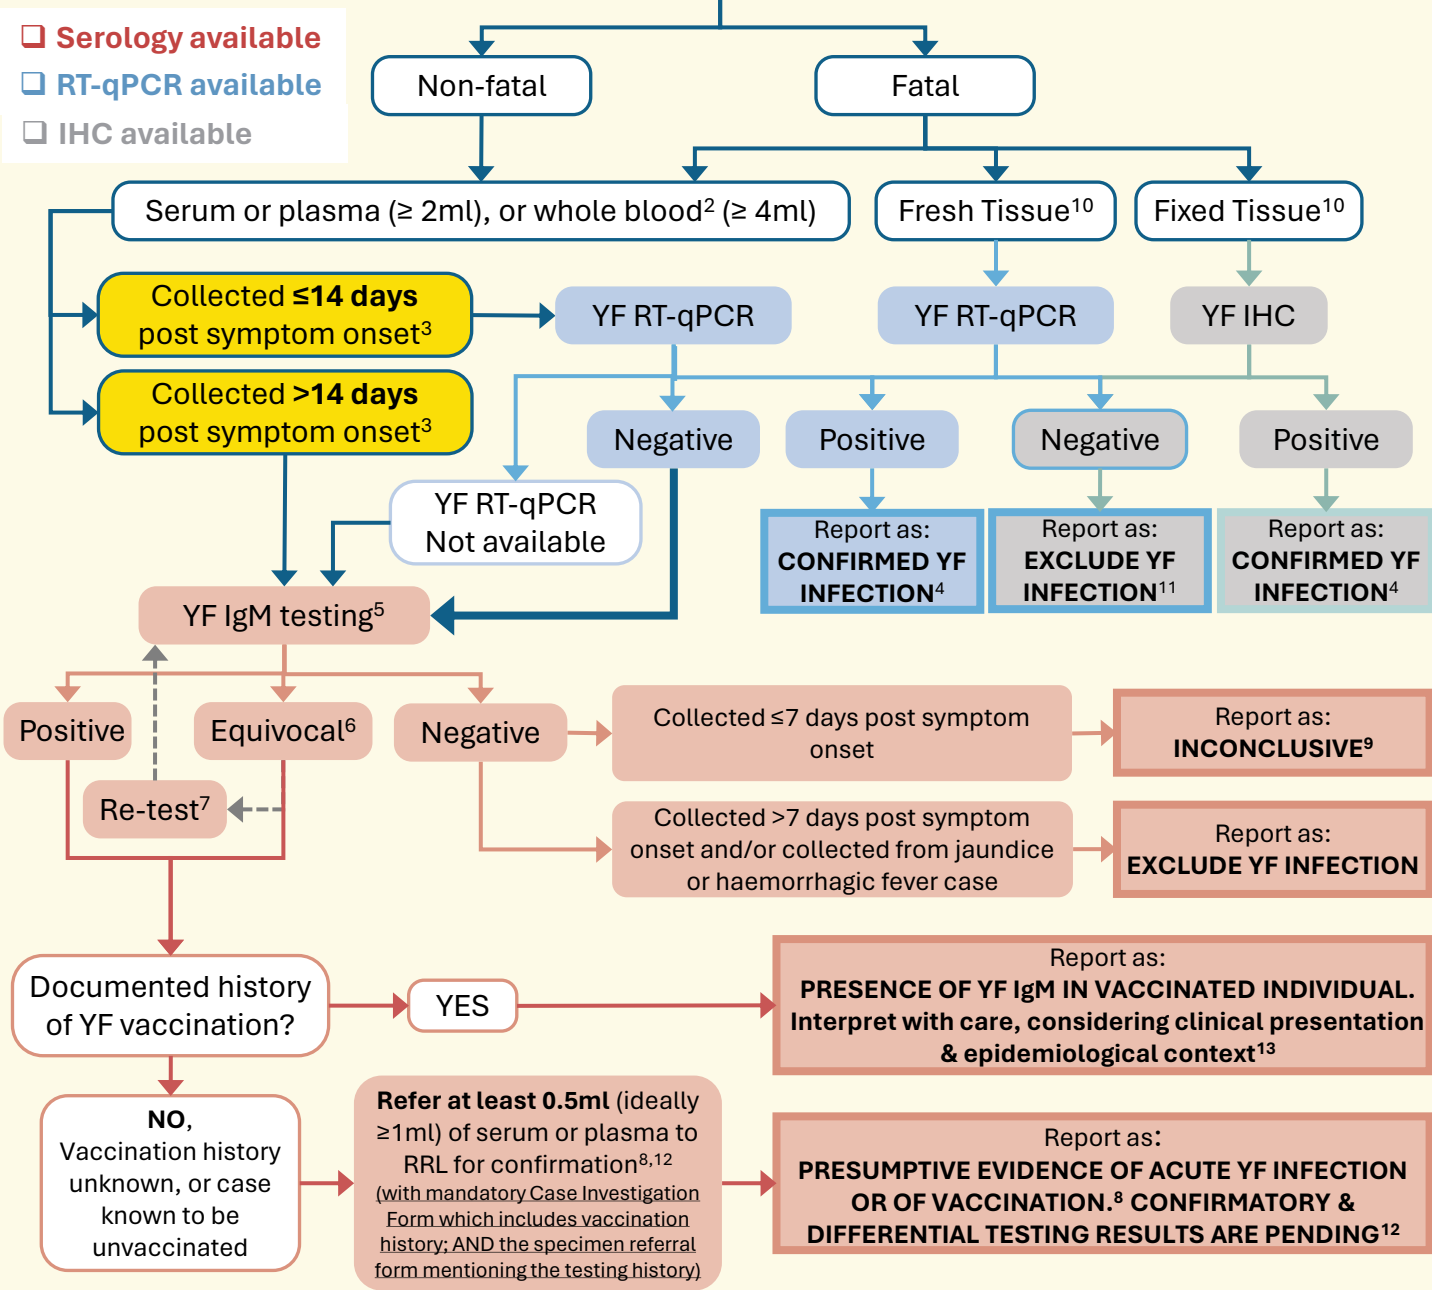 ❑ Serology available
❑ RT-qPCR available
❑ IHC available
Non-fatal
Fatal
Serum or plasma (≥ 2ml), or whole blood² (≥ 4ml)
Fresh Tissue¹⁰
Fixed Tissue¹⁰
Collected ≤14 days
post symptom onset³
YF RT-qPCR
YF RT-qPCR
YF IHC
Collected >14 days
post symptom onset³
Negative
Positive
Negative
Positive
YF RT-qPCR
Not available
Report as:
CONFIRMED YF
INFECTION⁴
Report as:
EXCLUDE YF
INFECTION¹¹
Report as:
CONFIRMED YF
INFECTION⁴
YF IgM testing⁵
Positive
Equivocal⁶
Negative
Collected ≤7 days post symptom
onset
Report as:
INCONCLUSIVE⁹
Re-test⁷
Collected >7 days post symptom
onset and/or collected from jaundice
or haemorrhagic fever case
Report as:
EXCLUDE YF INFECTION
Documented history
of YF vaccination?
YES
Report as:
PRESENCE OF YF IgM IN VACCINATED INDIVIDUAL.
Interpret with care, considering clinical presentation
& epidemiological context¹³
NO,
Vaccination history
unknown, or case
known to be
unvaccinated
Refer at least 0.5ml (ideally
≥1ml) of serum or plasma to
RRL for confirmation⁸,¹²
(with mandatory Case Investigation
Form which includes vaccination
history; AND the specimen referral
form mentioning the testing history)
Report as:
PRESUMPTIVE EVIDENCE OF ACUTE YF INFECTION
OR OF VACCINATION.⁸ CONFIRMATORY &
DIFFERENTIAL TESTING RESULTS ARE PENDING¹²